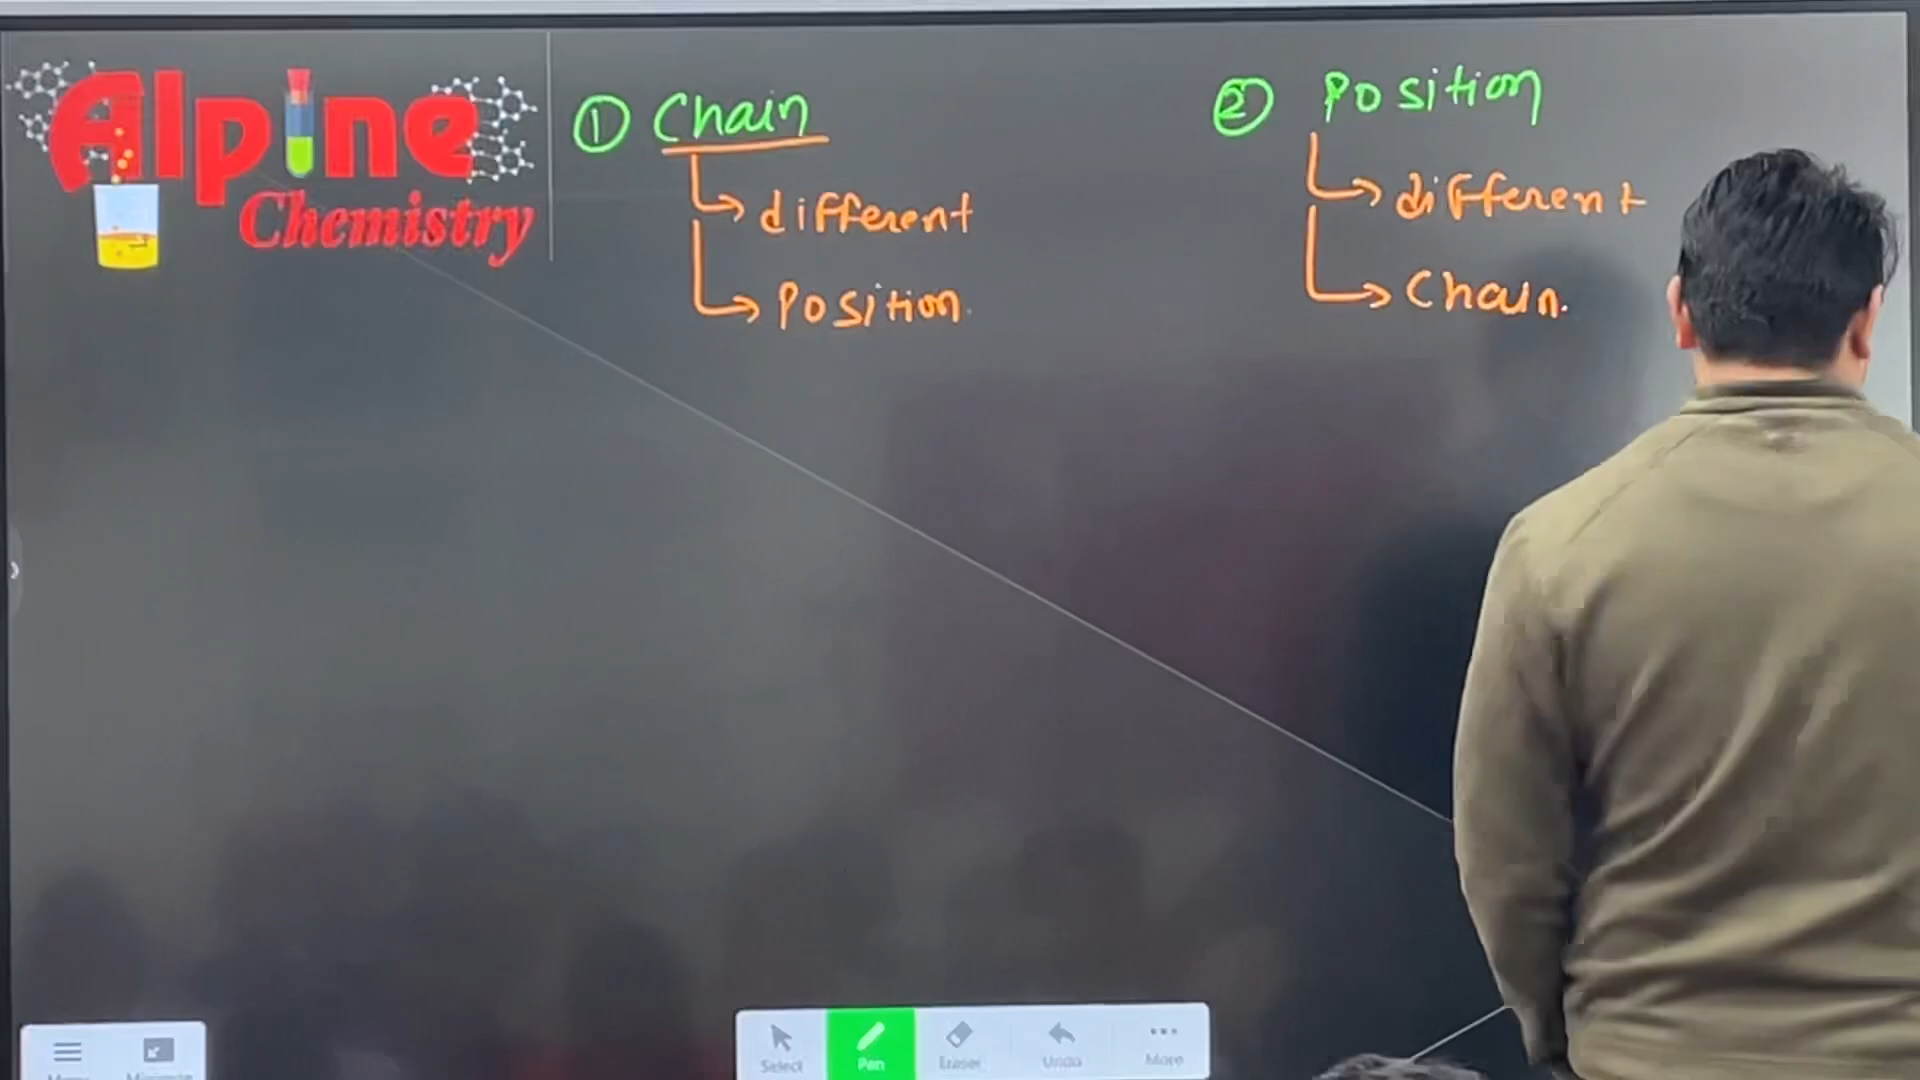 Alpine
Chemistry
① Chain
different
Position.
② Position
different
Chain.
Select
Pen
Eraser
Undo
More